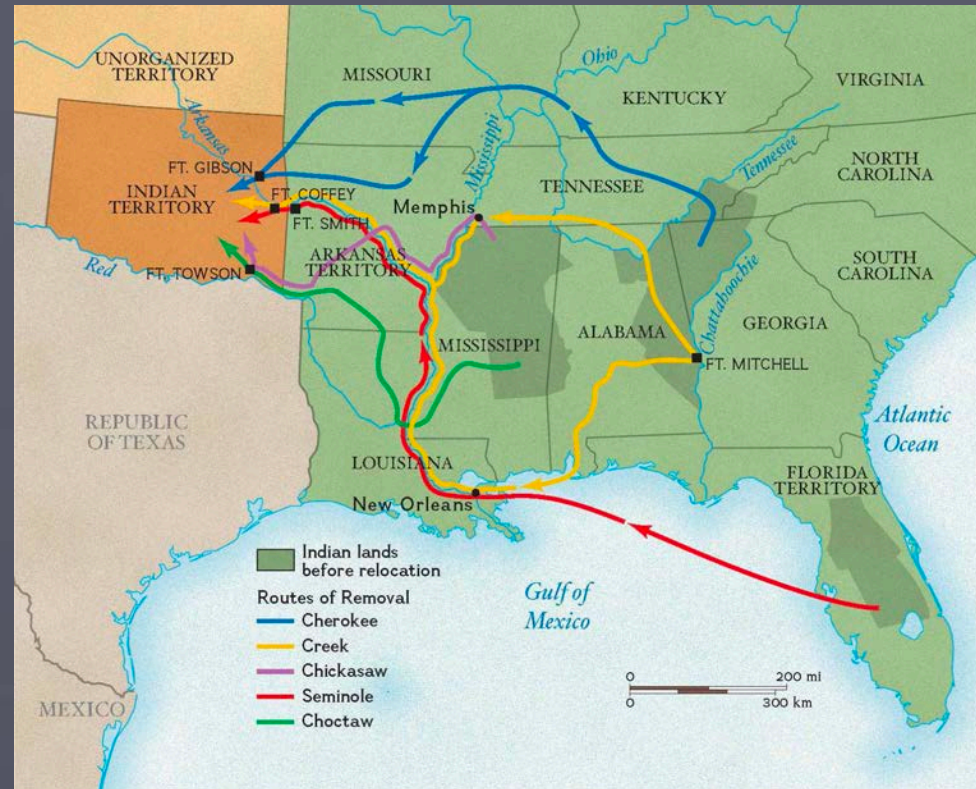 UNORGANIZED
TERRITORY
MISSOURI
Ohio
KENTUCKY
VIRGINIA
Arkansas
Mississippi
Tennessee
FT. GIBSON
NORTH
CAROLINA
INDIAN
TERRITORY
FT. COFFEY
TENNESSEE
Memphis
FT. SMITH
ARKANSAS
TERRITORY
SOUTH
CAROLINA
Red
FT. TOWSON
Chattahoochie
MISSISSIPPI
ALABAMA
GEORGIA
FT. MITCHELL
REPUBLIC
OF TEXAS
Atlantic
Ocean
LOUISIANA
FLORIDA
TERRITORY
New Orleans
Indian lands
before relocation
Routes of Removal
Cherokee
Creek
Chickasaw
Seminole
Choctaw
Gulf of
Mexico
0 200 mi
0 300 km
MEXICO